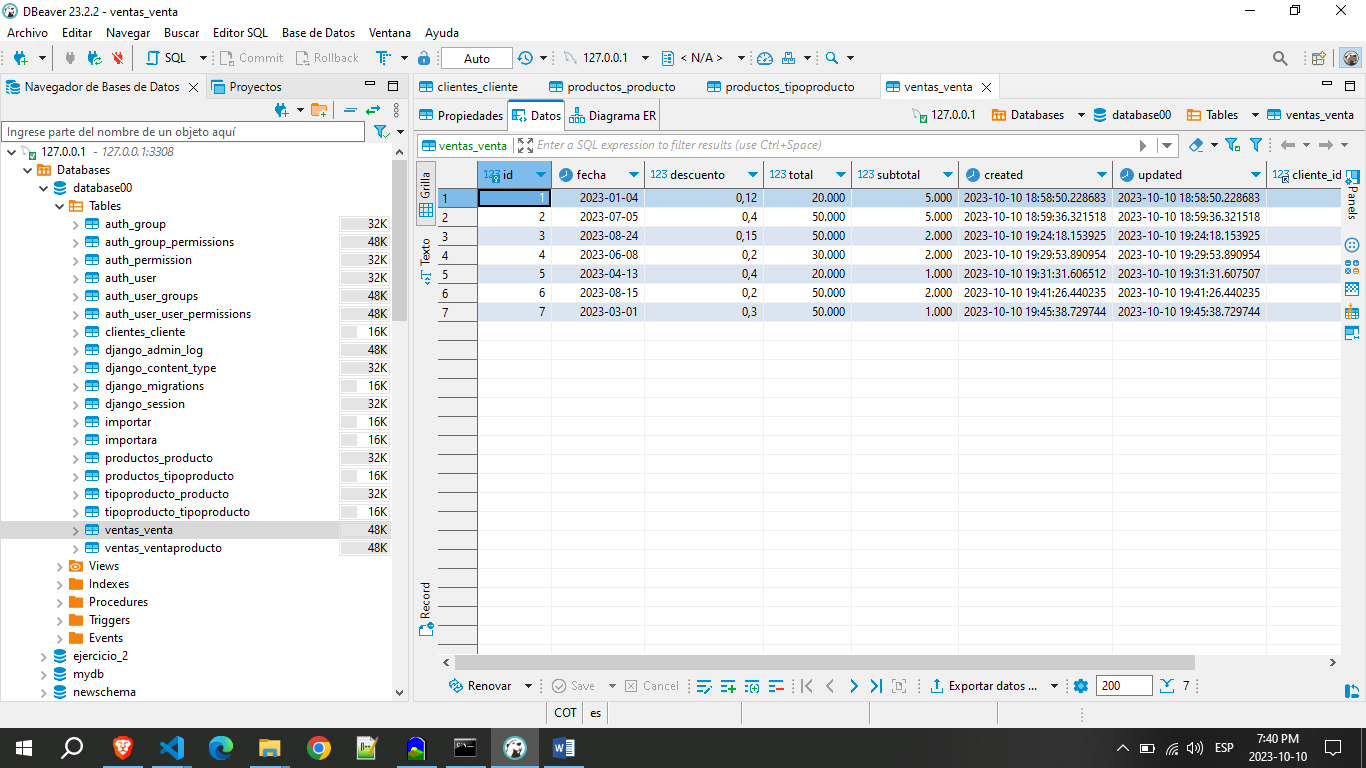 DBeaver 23.2.2 - ventas_venta
Archivo Editar Navegar Buscar Editor SQL Base de Datos Ventana Ayuda
SQL Commit Rollback Auto 127.0.0.1 < N/A >
Navegador de Bases de Datos Proyectos
Ingrese parte del nombre de un objeto aquí
127.0.0.1 - 127.0.0.1:3308
Databases
database00
Tables
auth_group 32K
auth_group_permissions 48K
auth_permission 32K
auth_user 32K
auth_user_groups 48K
auth_user_user_permissions 48K
clientes_cliente 16K
django_admin_log 48K
django_content_type 32K
django_migrations 16K
django_session 32K
importar 16K
importara 16K
productos_producto 32K
productos_tipoproducto 16K
tipoproducto_producto 32K
tipoproducto_tipoproducto 16K
ventas_venta 48K
ventas_ventaproducto 48K
Views
Indexes
Procedures
Triggers
Events
ejercicio_2
mydb
newschema
clientes_cliente productos_producto productos_tipoproducto ventas_venta
Propiedades Datos Diagrama ER 127.0.0.1 Databases database00 Tables ventas_venta
ventas_venta Enter a SQL expression to filter results (use Ctrl+Space)
Grilla
Texto
Record
123 id fecha 123 descuento 123 total 123 subtotal created updated 123 cliente_id
1 1 2023-01-04 0,12 20.000 5.000 2023-10-10 18:58:50.228683 2023-10-10 18:58:50.228683
2 2 2023-07-05 0,4 50.000 5.000 2023-10-10 18:59:36.321518 2023-10-10 18:59:36.321518
3 3 2023-08-24 0,15 50.000 2.000 2023-10-10 19:24:18.153925 2023-10-10 19:24:18.153925
4 4 2023-06-08 0,2 30.000 2.000 2023-10-10 19:29:53.890954 2023-10-10 19:29:53.890954
5 5 2023-04-13 0,4 20.000 1.000 2023-10-10 19:31:31.606512 2023-10-10 19:31:31.607507
6 6 2023-08-15 0,2 50.000 2.000 2023-10-10 19:41:26.440235 2023-10-10 19:41:26.440235
7 7 2023-03-01 0,3 50.000 1.000 2023-10-10 19:45:38.729744 2023-10-10 19:45:38.729744
Panels
Renovar Save Cancel Exportar datos ... 200 7
COT es
ESP 7:40 PM
2023-10-10